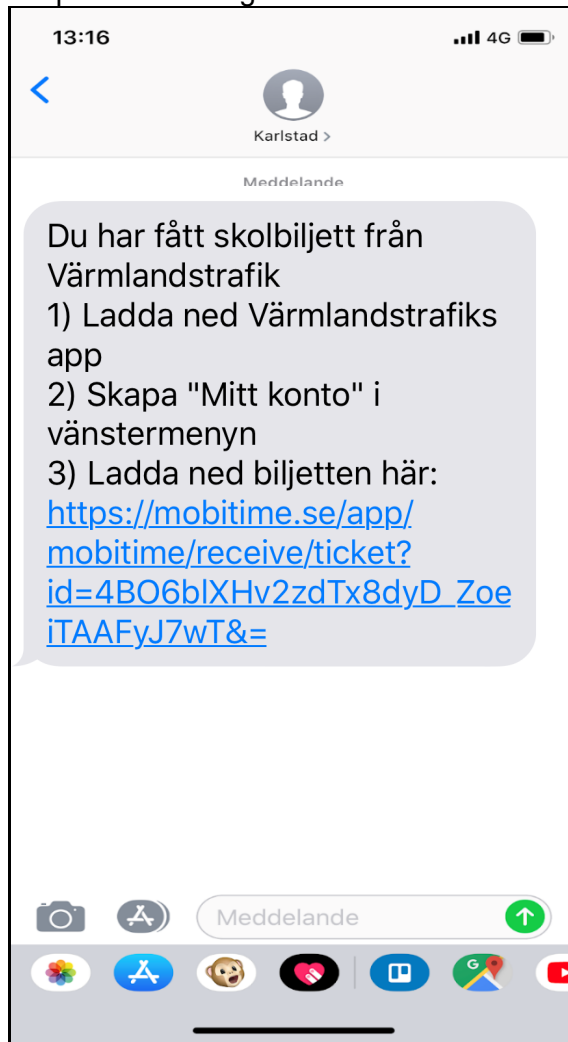 13:16
4G
Karlstad >
Meddelande
Du har fått skolbiljett från
Värmlandstrafik
1) Ladda ned Värmlandstrafiks
app
2) Skapa "Mitt konto" i
vänstermenyn
3) Ladda ned biljetten här:
https://mobitime.se/app/
mobitime/receive/ticket?
id=4BO6blXHv2zdTx8dyD_Zoe
iTAAFyJ7wT&=
Meddelande